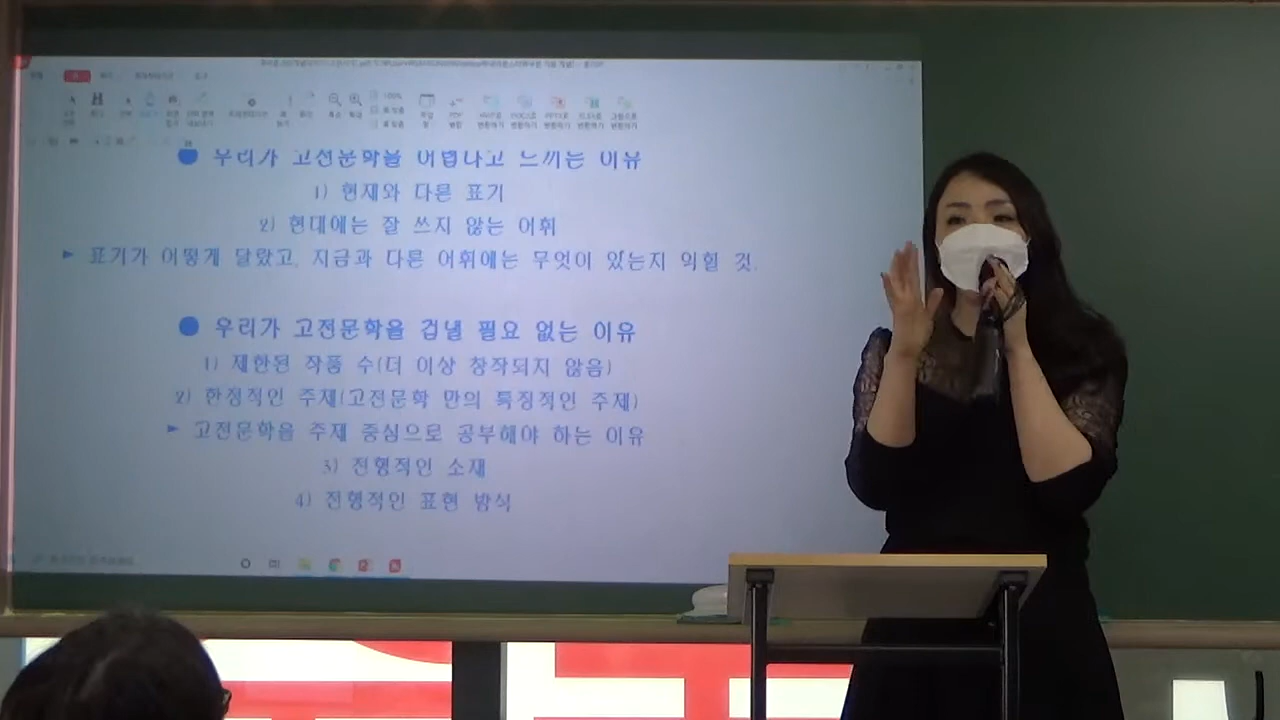 우리가 고전문학을 어렵다고 느끼는 이유
1) 현재와 다른 표기
2) 현대에는 잘 쓰지 않는 어휘
► 표기가 어떻게 달랐고, 지금과 다른 어휘에는 무엇이 있는지 익힐 것.
● 우리가 고전문학을 겁낼 필요 없는 이유
1) 제한된 작품 수(더 이상 창작되지 않음)
2) 한정적인 주제(고전문학 만의 특징적인 주제)
► 고전문학을 주제 중심으로 공부해야 하는 이유
3) 전형적인 소재
4) 전형적인 표현 방식